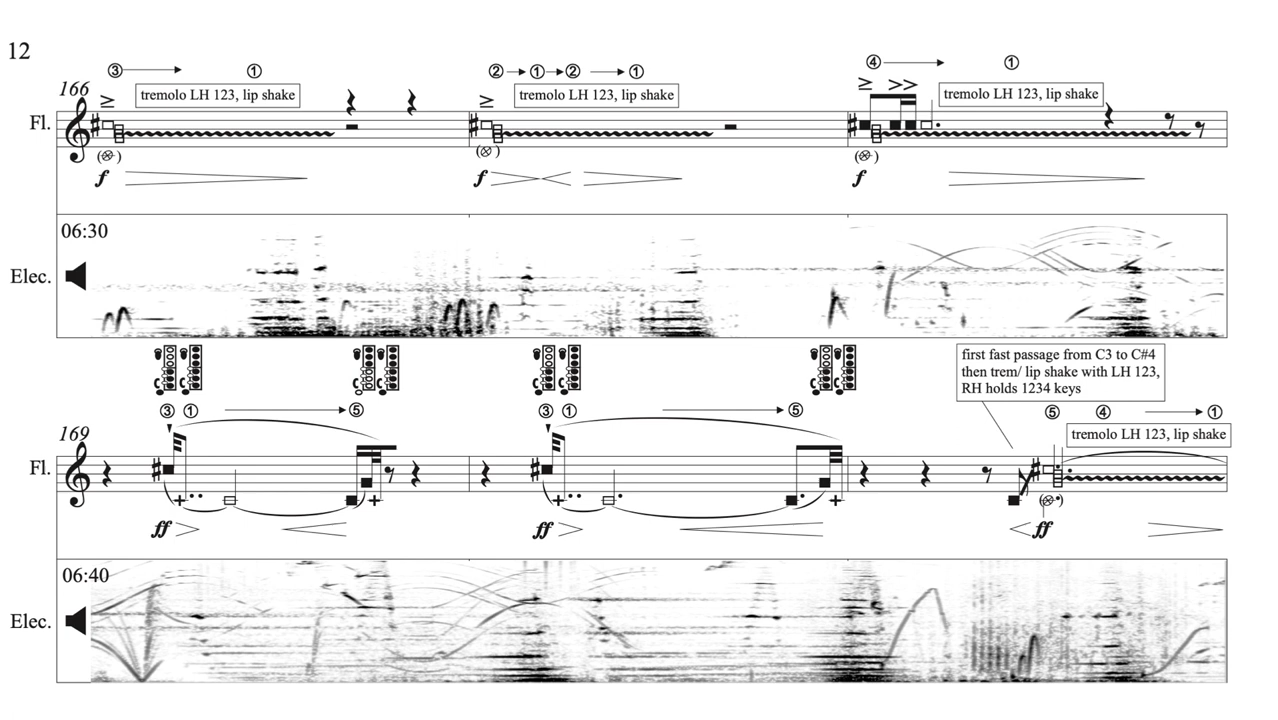 12
③ ①
② ① ② ①
④ ①
166
tremolo LH 123, lip shake
tremolo LH 123, lip shake
tremolo LH 123, lip shake
Fl.
f
f
f
06:30
Elec.
first fast passage from C3 to C#4
then trem/ lip shake with LH 123,
RH holds 1234 keys
③ ① ⑤
③ ① ⑤
⑤ ④ ①
169
tremolo LH 123, lip shake
Fl.
ff
ff
ff
06:40
Elec.